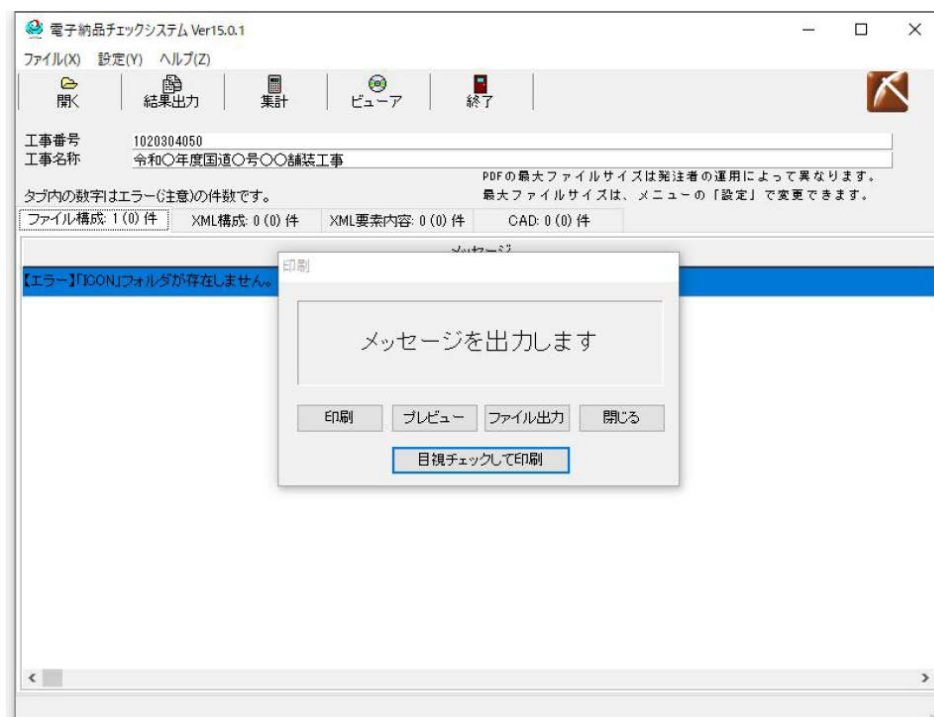 電子納品チェックシステム Ver15.0.1
ファイル(X) 設定(Y) ヘルプ(Z)
開く 結果出力 集計 ビューア 終了
工事番号 1020304050
工事名称 令和〇年度国道〇号〇〇舗装工事
PDFの最大ファイルサイズは発注者の運用によって異なります。
タブ内の数字はエラー(注意)の件数です。 最大ファイルサイズは、メニューの「設定」で変更できます。
ファイル構成: 1 (0) 件 XML構成: 0 (0) 件 XML要素内容: 0 (0) 件 CAD: 0 (0) 件
メッセージ
【エラー】「ICON」フォルダが存在しません。
印刷
メッセージを出力します
印刷 プレビュー ファイル出力 閉じる
目視チェックして印刷